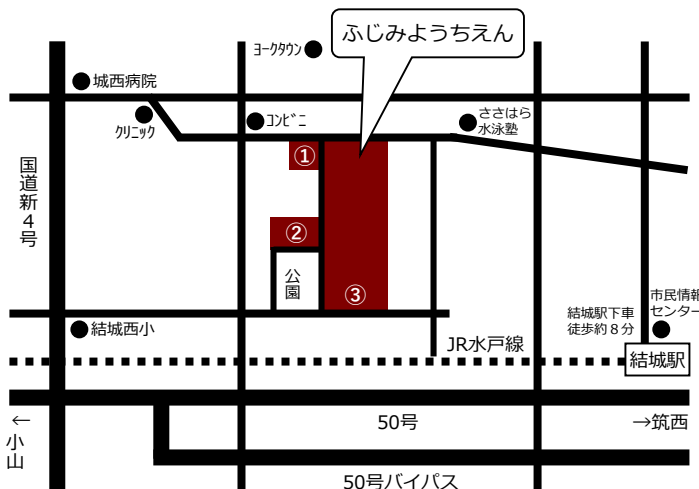 ふじみようちえん
ﾖｰｸﾀｳﾝ
城西病院
ｸﾘﾆｯｸ
ｺﾝﾋﾞﾆ
ささはら
水泳塾
①
国道新4号
②
公園
③
結城西小
結城駅下車
徒歩約８分
市民情報
センター
JR水戸線
結城駅
←小山
50号
→筑西
50号バイパス